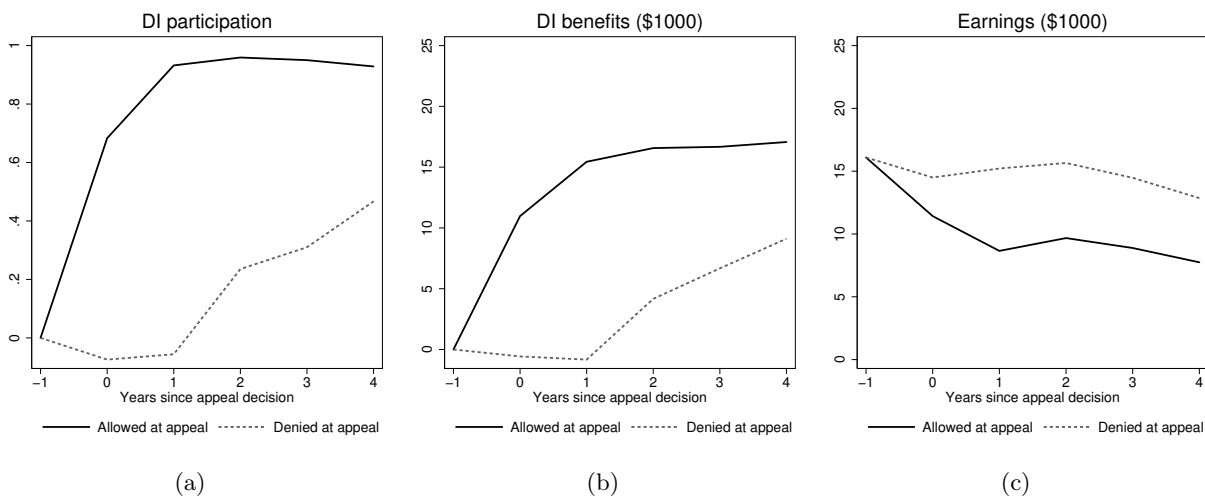 DI participation
1
.8
.6
.4
.2
0
−1 0 1 2 3 4
Years since appeal decision
Allowed at appeal Denied at appeal
(a)
DI benefits ($1000)
25
20
15
10
5
0
−1 0 1 2 3 4
Years since appeal decision
Allowed at appeal Denied at appeal
(b)
Earnings ($1000)
25
20
15
10
5
0
−1 0 1 2 3 4
Years since appeal decision
Allowed at appeal Denied at appeal
(c)